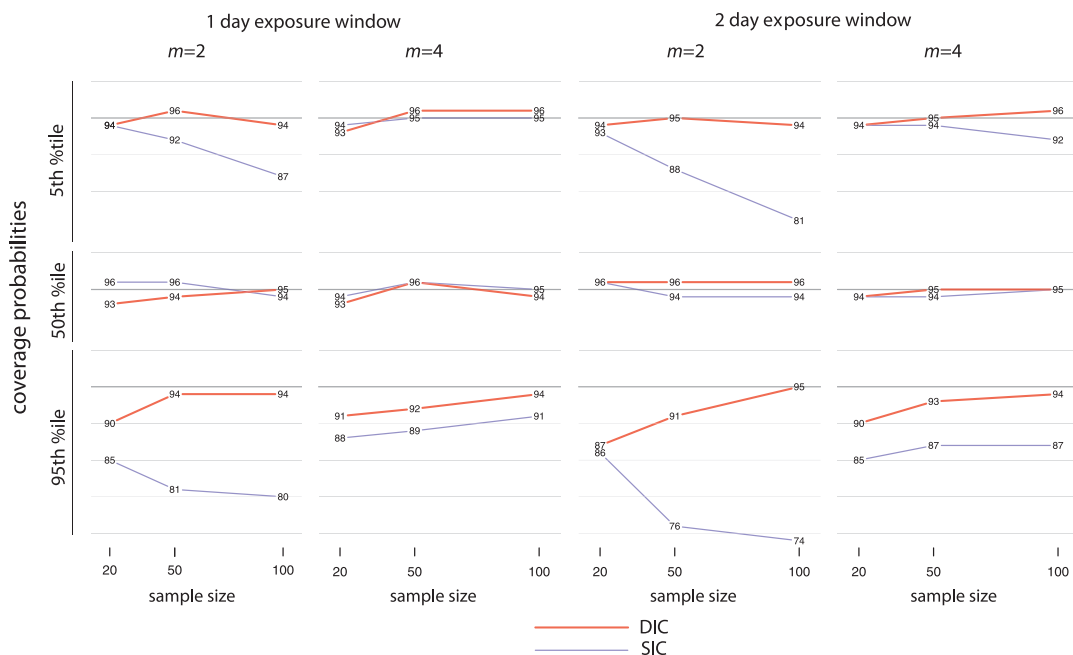 1 day exposure window 2 day exposure window
m=2 m=4 m=2 m=4
coverage probabilities
5th %tile
94 96 94
94 92 87
93 96 96
94 95 95
94 95 94
93 88 81
94 95 96
94 94 92
50th %ile
93 94 95
96 96 94
93 96 94
94 96 95
96 96 96
96 94 94
94 95 95
94 94 95
95th %ile
90 94 94
85 81 80
91 92 94
88 89 91
87 91 95
86 76 74
90 93 94
85 87 87
20 50 100 20 50 100 20 50 100 20 50 100
sample size sample size sample size sample size
DIC
SIC